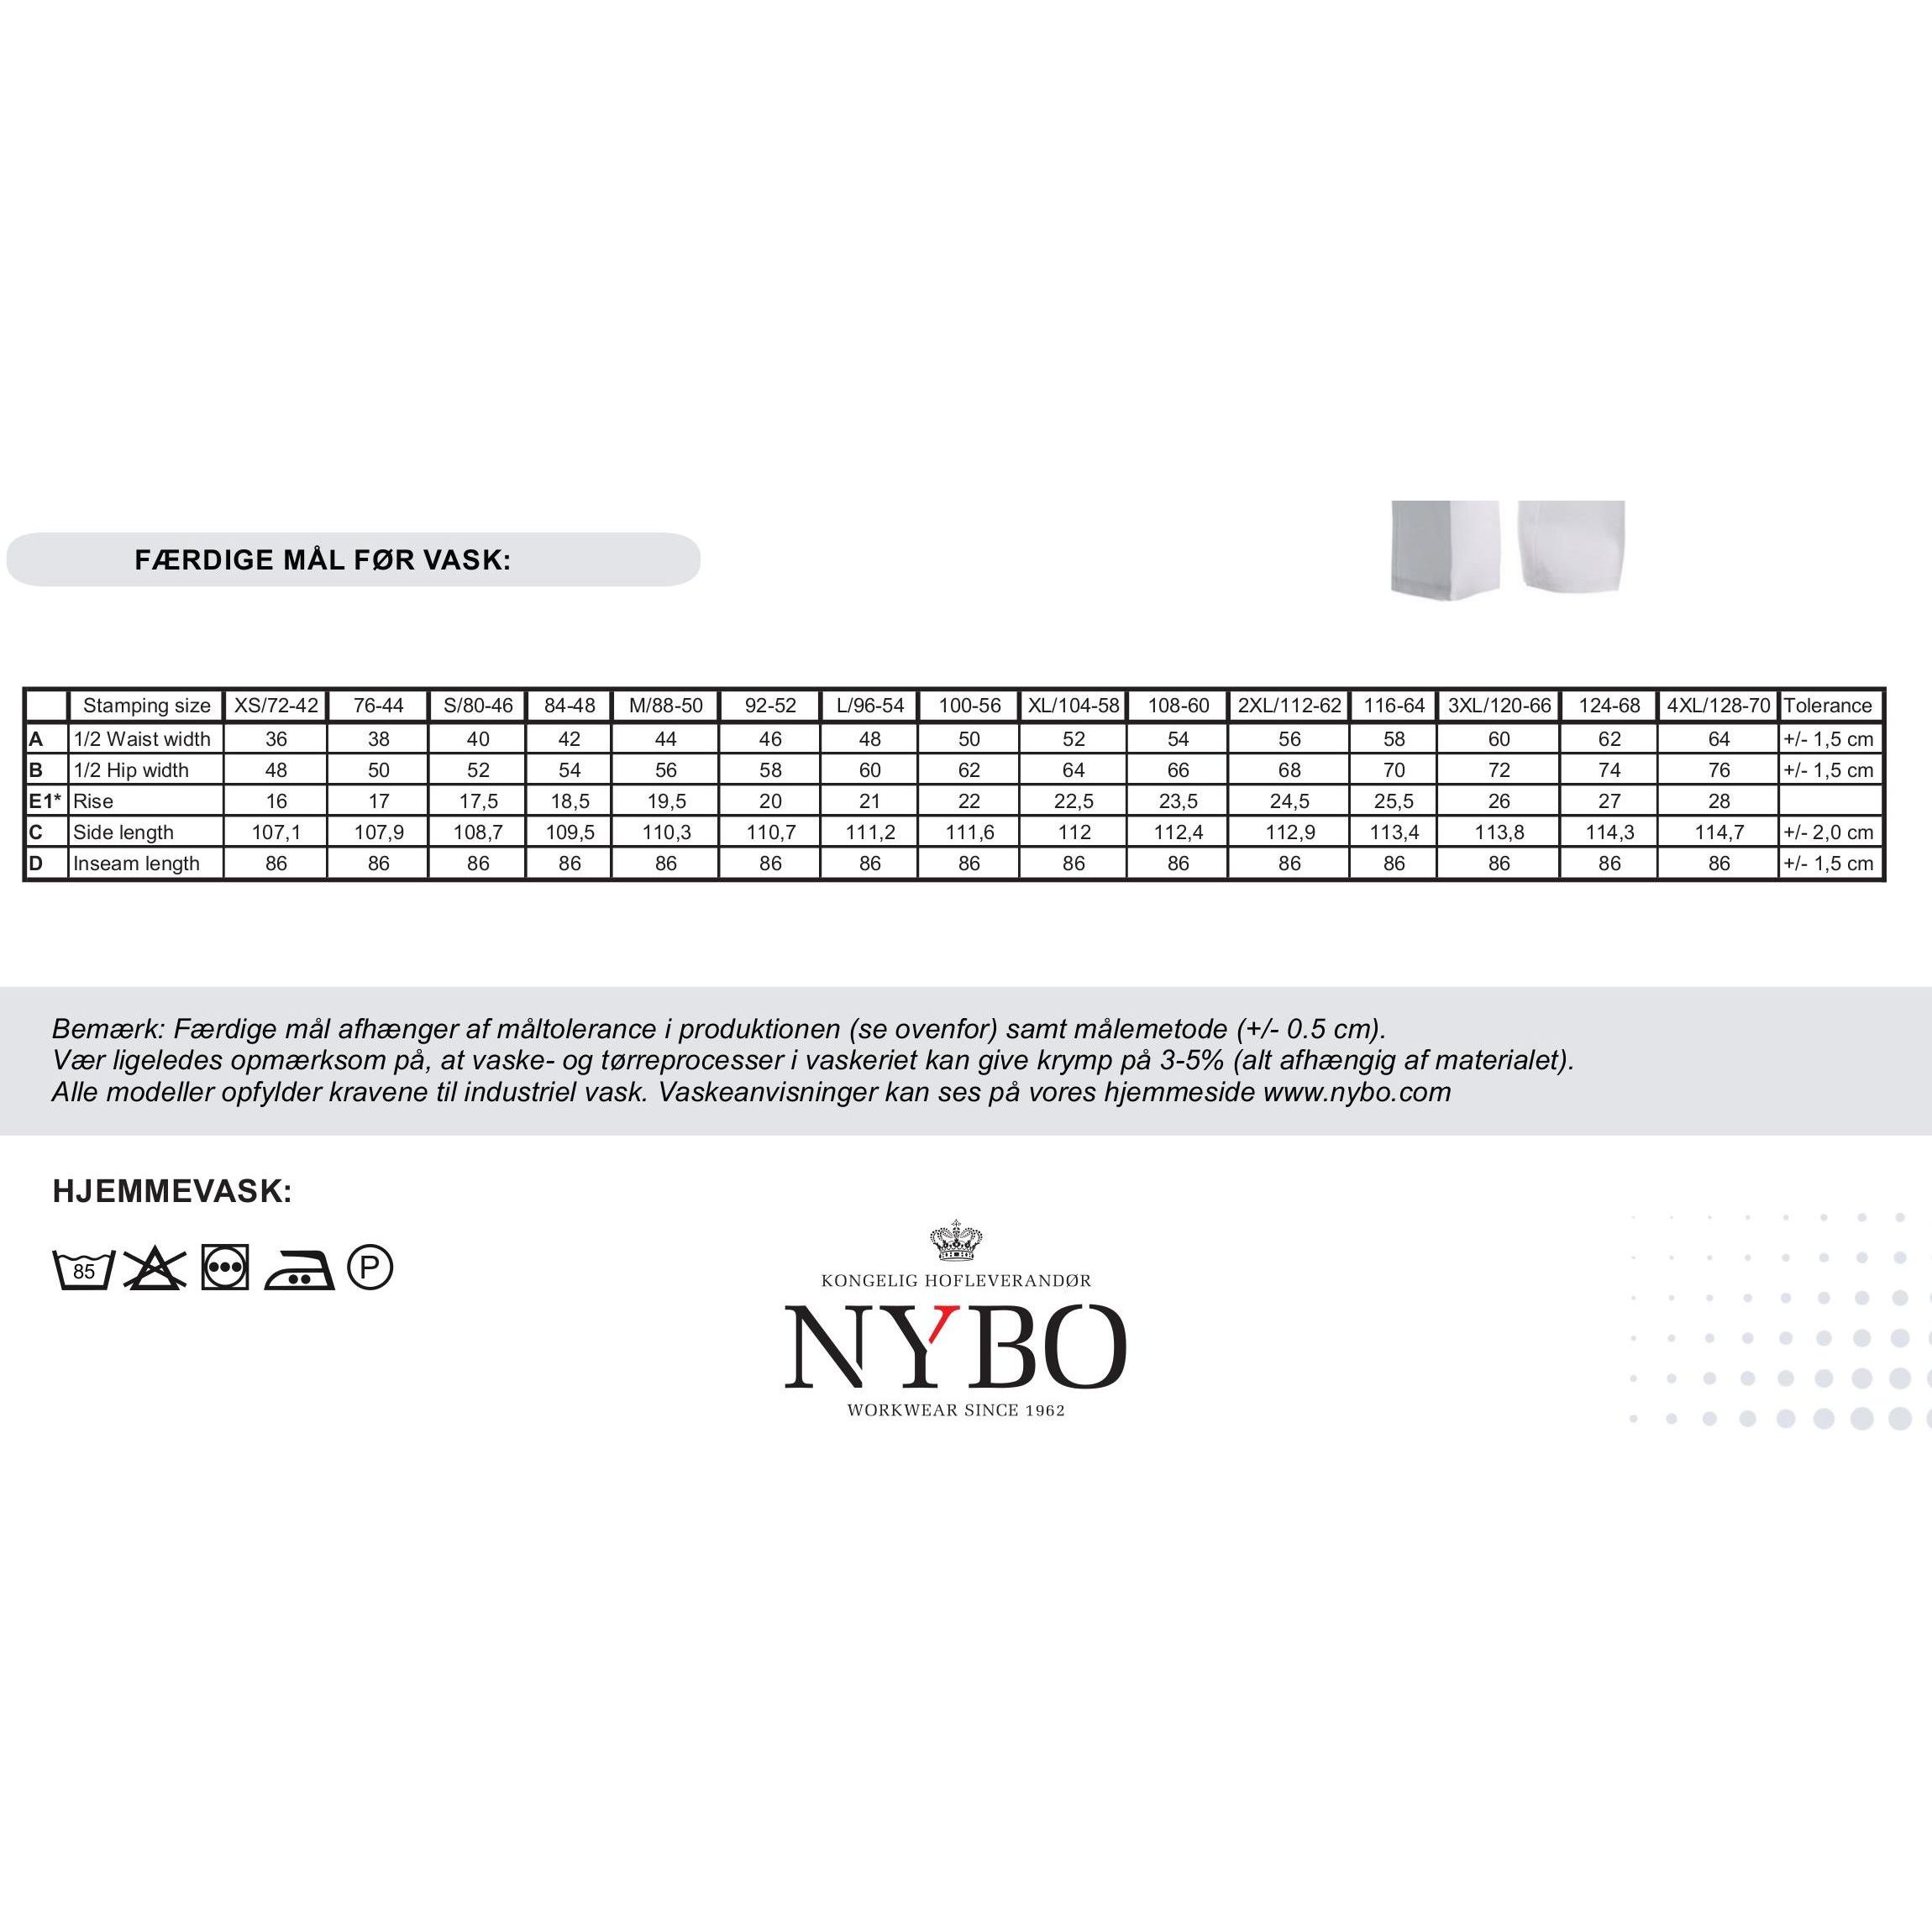 FÆRDIGE MÅL FØR VASK:
Stamping size XS/72-42 76-44 S/80-46 84-48 M/88-50 92-52 L/96-54 100-56 XL/104-58 108-60 2XL/112-62 116-64 3XL/120-66 124-68 4XL/128-70 Tolerance
A 1/2 Waist width 36 38 40 42 44 46 48 50 52 54 56 58 60 62 64 +/- 1,5 cm
B 1/2 Hip width 48 50 52 54 56 58 60 62 64 66 68 70 72 74 76 +/- 1,5 cm
E1* Rise 16 17 17,5 18,5 19,5 20 21 22 22,5 23,5 24,5 25,5 26 27 28
C Side length 107,1 107,9 108,7 109,5 110,3 110,7 111,2 111,6 112 112,4 112,9 113,4 113,8 114,3 114,7 +/- 2,0 cm
D Inseam length 86 86 86 86 86 86 86 86 86 86 86 86 86 86 86 +/- 1,5 cm
Bemærk: Færdige mål afhænger af måltolerance i produktionen (se ovenfor) samt målemetode (+/- 0.5 cm).
Vær ligeledes opmærksom på, at vaske- og tørreprocesser i vaskeriet kan give krymp på 3-5% (alt afhængig af materialet).
Alle modeller opfylder kravene til industriel vask. Vaskeanvisninger kan ses på vores hjemmeside www.nybo.com
HJEMMEVASK:
85 P
KONGELIG HOFLEVERANDØR
NYBO
WORKWEAR SINCE 1962